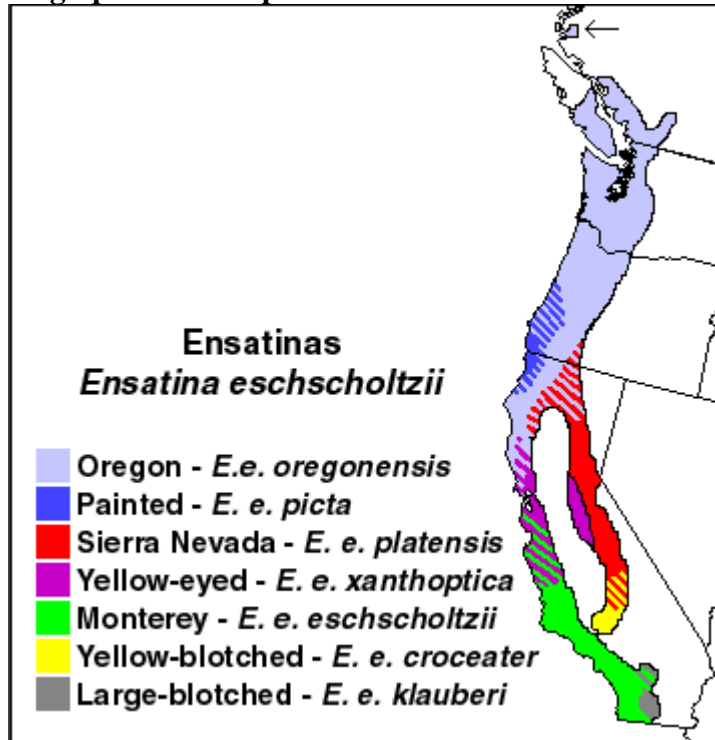 Ensatinas
Ensatina eschscholtzii
Oregon - E.e. oregonensis
Painted - E. e. picta
Sierra Nevada - E. e. platensis
Yellow-eyed - E. e. xanthoptica
Monterey - E. e. eschscholtzii
Yellow-blotched - E. e. croceater
Large-blotched - E. e. klauberi